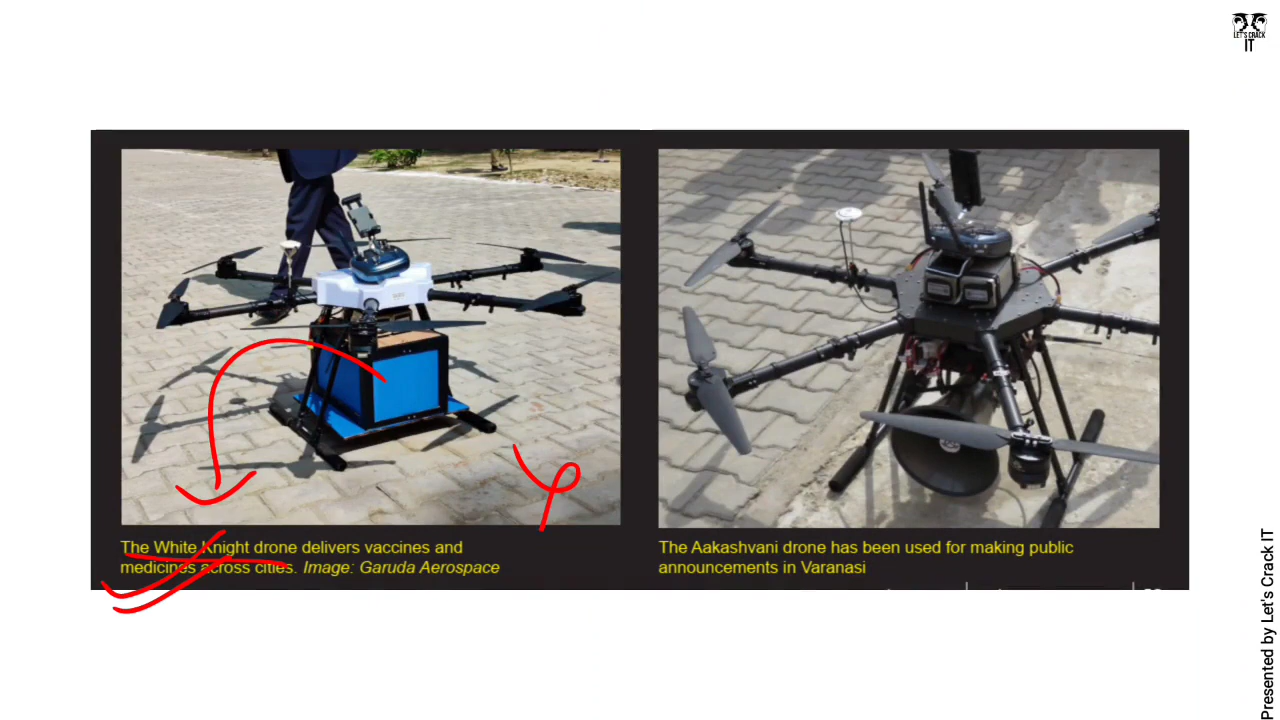 LET'S CRACK
IT
The White Knight drone delivers vaccines and
medicines across cities. Image: Garuda Aerospace
The Aakashvani drone has been used for making public
announcements in Varanasi
Presented by Let's Crack IT